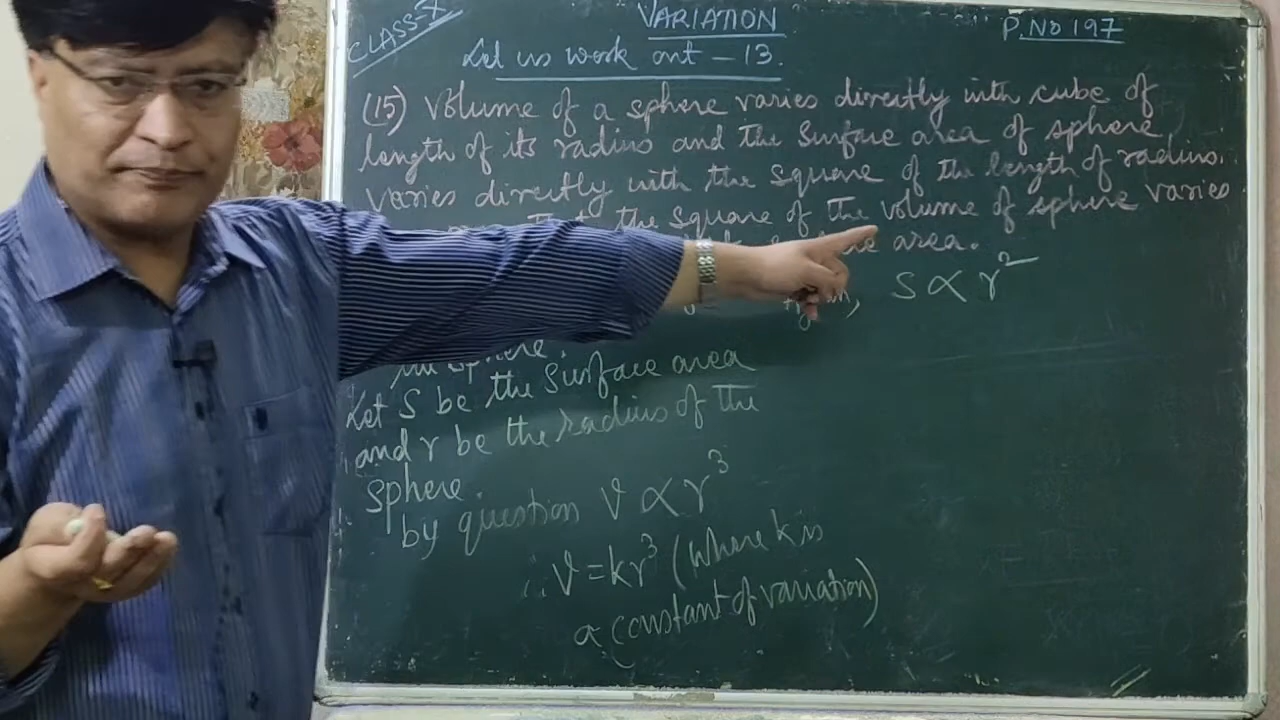 CLASS-X
VARIATION
P.No 197
Let us work out - 13.
(15) Volume of a sphere varies directly with cube of
length of its radius and the surface area of sphere
varies directly with the square of the length of radius.
that the square of the volume of sphere varies
area.
S ∝ r²
the sphere.
Let S be the surface area
and r be the radius of the
sphere.
by question V ∝ r³
∴ V = kr³ (where k is
a constant of variation)